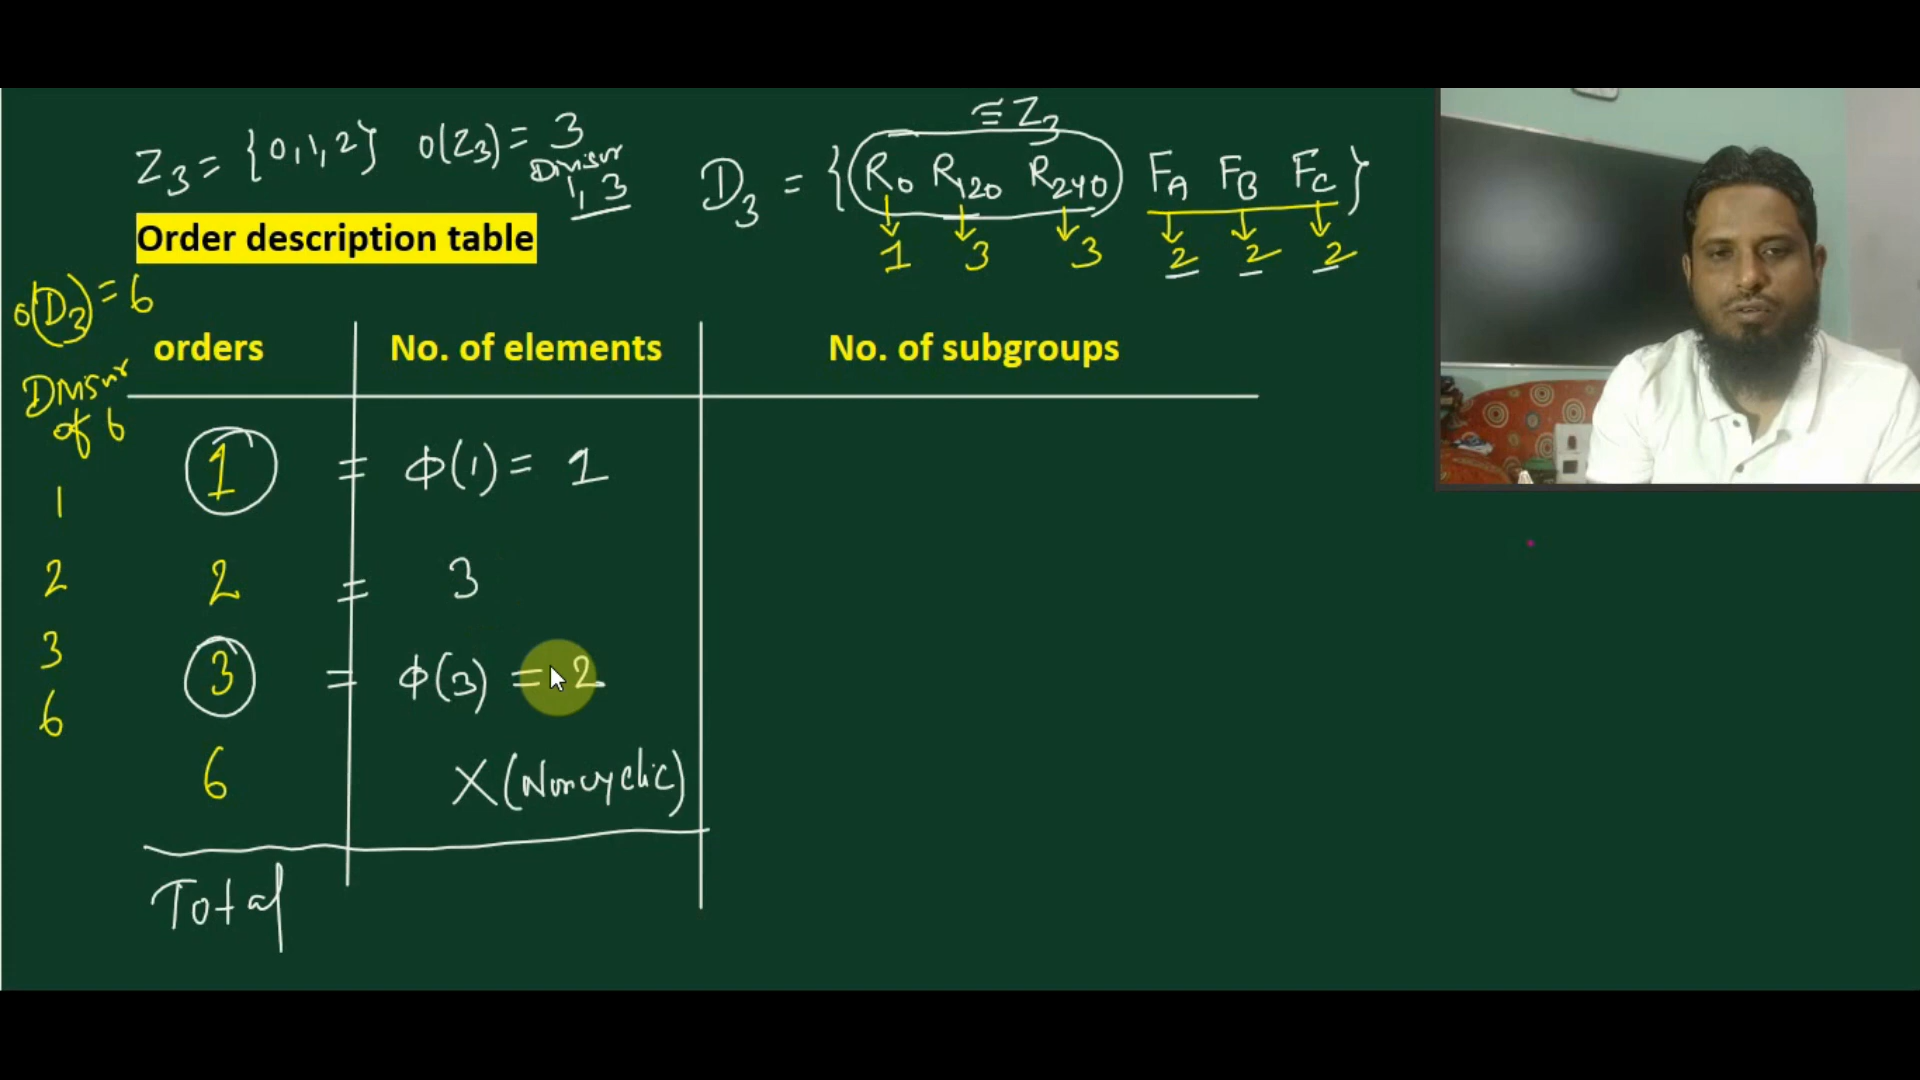 Z3 = {0,1,2} o(Z3) = 3
Divisor
1, 3
≅ Z3
D3 = {R0 R120 R240 FA FB FC}
1 3 3 2 2 2
Order description table
o(D3) = 6
orders No. of elements No. of subgroups
Divisor
of 6
1
2
3
6
1 = φ(1) = 1
2 = 3
3 = φ(3) = 2
6 X (Noncyclic)
Total